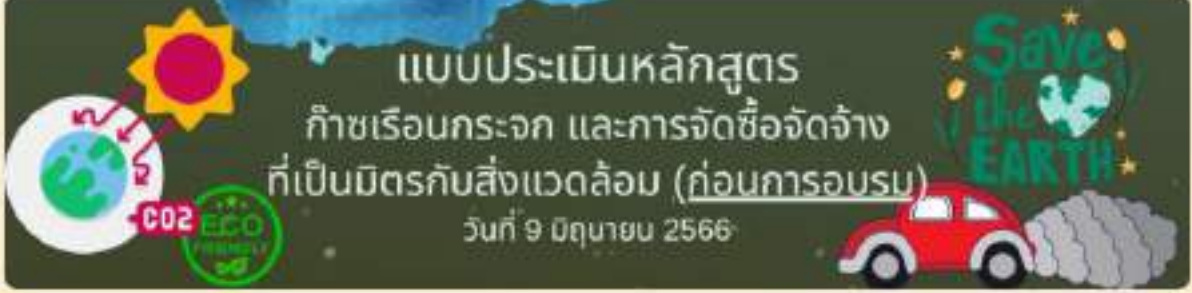 แบบประเมินหลักสูตร
ก๊าซเรือนกระจก และการจัดซื้อจัดจ้าง
ที่เป็นมิตรกับสิ่งแวดล้อม (ก่อนการอบรม)
วันที่ 9 มิถุนายน 2566
Save
the
EARTH
CO2
ECO
FRIENDLY